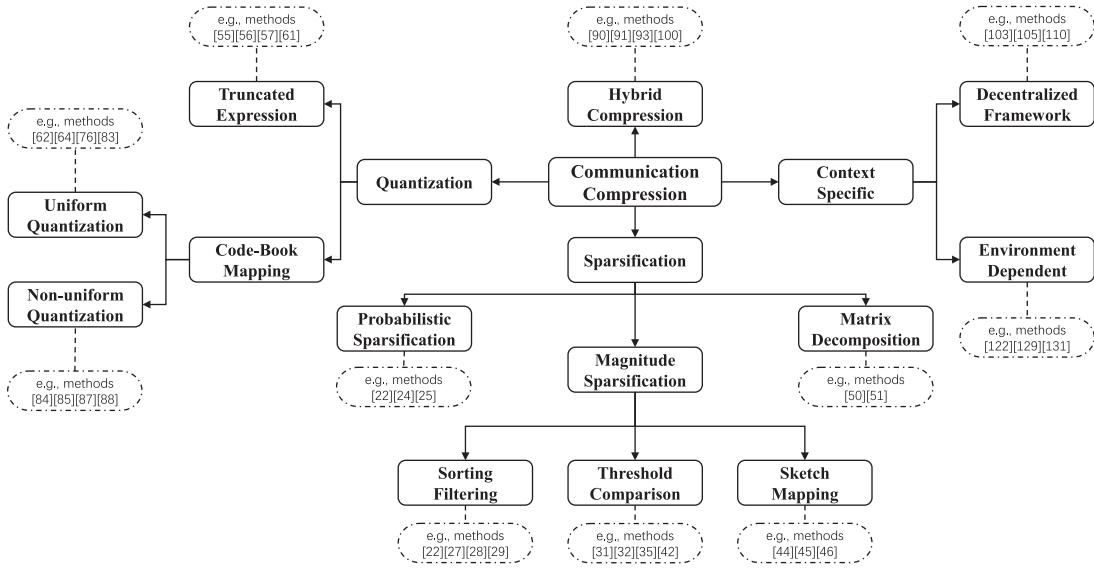 e.g., methods
[55][56][57][61]
e.g., methods
[90][91][93][100]
e.g., methods
[103][105][110]
Truncated
Expression
Hybrid
Compression
Decentralized
Framework
e.g., methods
[62][64][76][83]
Quantization
Communication
Compression
Context
Specific
Uniform
Quantization
Code-Book
Mapping
Sparsification
Environment
Dependent
Non-uniform
Quantization
Probabilistic
Sparsification
Matrix
Decomposition
e.g., methods
[122][129][131]
Magnitude
Sparsification
e.g., methods
[84][85][87][88]
e.g., methods
[22][24][25]
e.g., methods
[50][51]
Sorting
Filtering
Threshold
Comparison
Sketch
Mapping
e.g., methods
[22][27][28][29]
e.g., methods
[31][32][35][42]
e.g., methods
[44][45][46]